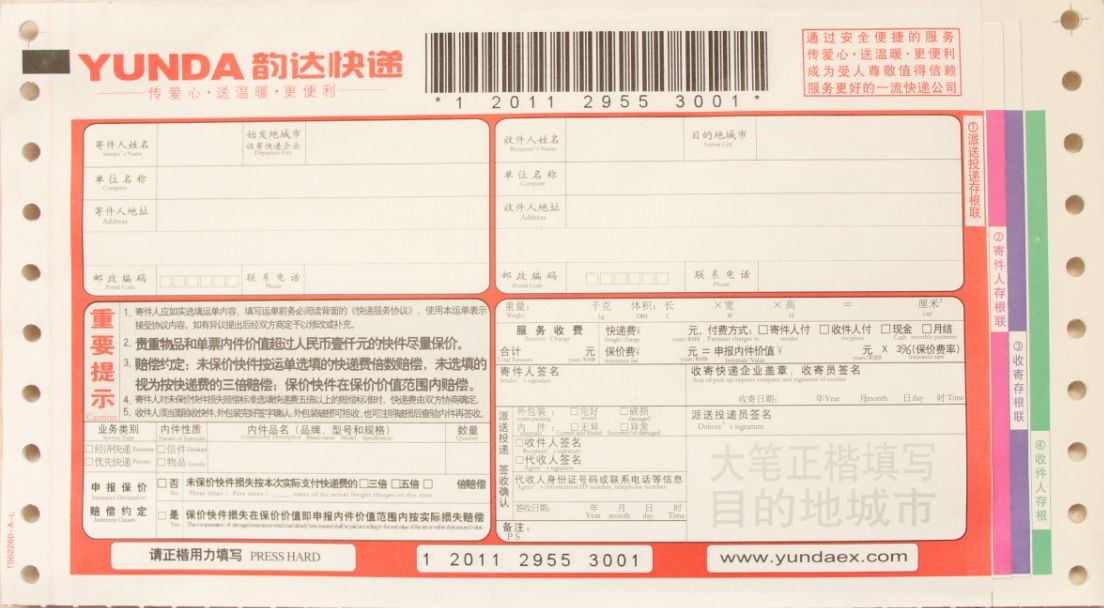 YUNDA 韵达快递
传爱心·送温暖·更便利
* 1 2011 2955 3001 *
通过安全便捷的服务
传爱心·送温暖·更便利
成为受人尊敬值得信赖
服务更好的一流快递公司
寄件人姓名
Sender's Name
始发地城市
收寄快递企业
Departure City
单位名称
Company
寄件人地址
Address
邮政编码
Postal Code
联系电话
Phone
收件人姓名
Recipient's Name
目的地城市
Arrival City
单位名称
Company
收件人地址
Address
邮政编码
Postal Code
联系电话
Phone
①派送投递存根联
②寄件人存根联
③收寄存根联
④收件人存根
重要提示
Caution
1、寄件人应如实选填运单内容，填写运单前务必阅读背面的《快递服务协议》，使用本运单表示
接受协议内容。如有异议提出后经双方商定予以修改或补充。
2、贵重物品和单票内件价值超过人民币壹仟元的快件尽量保价。
3、赔偿约定：未保价快件按运单选填的快递费倍数赔偿，未选填的
视为按快递费的三倍赔偿；保价快件在保价价值范围内赔偿。
4、寄件人对未保价快件损失赔偿标准选填快递费五倍以上的赔偿标准时，快递费由双方协商确定。
5、收件人须当面验收快件，外包装完好签字确认；外包装破损可拒收，也可注明破损后查验内件再签收。
业务类别
Service Type
内件性质
Nature of Internals
内件品名（品牌，型号和规格）
Commodity Description (Brand name Model Specification)
数量
Quantity
□经济快递 Economy □信件 Envelope
□优先快递 Priority □物品 Goods
申报保价
Insurance Declaration
赔偿约定
Indemnity Clauses
□否 未保价快件损失按本次实际支付快递费的□三倍 □五倍 □ 倍赔偿
No Three times / Five times / ____ times of the actual freight charges of this time
□是 保价快件损失在保价价值即申报内件价值范围内按实际损失赔偿
Yes
重量： 千克 体积：长 ×宽 ×高 = 厘米³
Weight kg DIM L W H cm³
服务收费
Service Charge
快递费¥ 元，付款方式：□寄件人付 □收件人付 □现金 □月结
freight charge yuan/RMB Payment charges to sender recipient Cash monthly payment
合计 元 保价费¥ 元 = 申报内件价值¥ 元 X 3%(保价费率)
Total Amount yuan/RMB insurance fee yuan/RMB Internals Value yuan/RMB insurance rate
寄件人签名
Sender's signature
收寄快递企业盖章、收寄员签名
Seal of pick-up express company and signature of courier
收寄日期： 年Year 月month 日day 时Time
派送投递 签收确认
外包装： □完好 □破损
内 件： □无异 □异常
□收件人签名
Recipient's signature
□代收人签名
Agent's signature
代收人身份证号码或联系电话等信息
Agent's information:ID number, telephone number
签收日期： 年 月 日 时
Year month day Time
备注：
PS
派送投递员签名
Deliver's signature
大笔正楷填写
目的地城市
请正楷用力填写 PRESS HARD
1 2011 2955 3001
www.yundaex.com
T002260-A-L